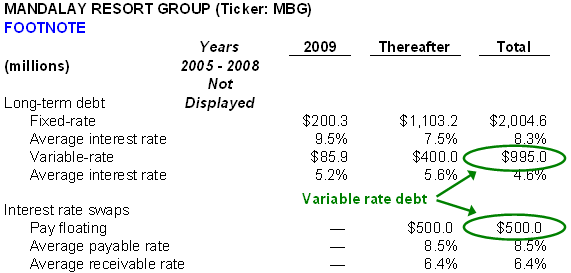 MANDALAY RESORT GROUP (Ticker: MBG)
FOOTNOTE
Years 2009 Thereafter Total
(millions) 2005 - 2008
Not
Long-term debt Displayed
Fixed-rate $200.3 $1,103.2 $2,004.6
Average interest rate 9.5% 7.5% 8.3%
Variable-rate $85.9 $400.0 $995.0
Average interest rate 5.2% 5.6% 4.6%
Variable rate debt
Interest rate swaps
Pay floating — $500.0 $500.0
Average payable rate — 8.5% 8.5%
Average receivable rate — 6.4% 6.4%